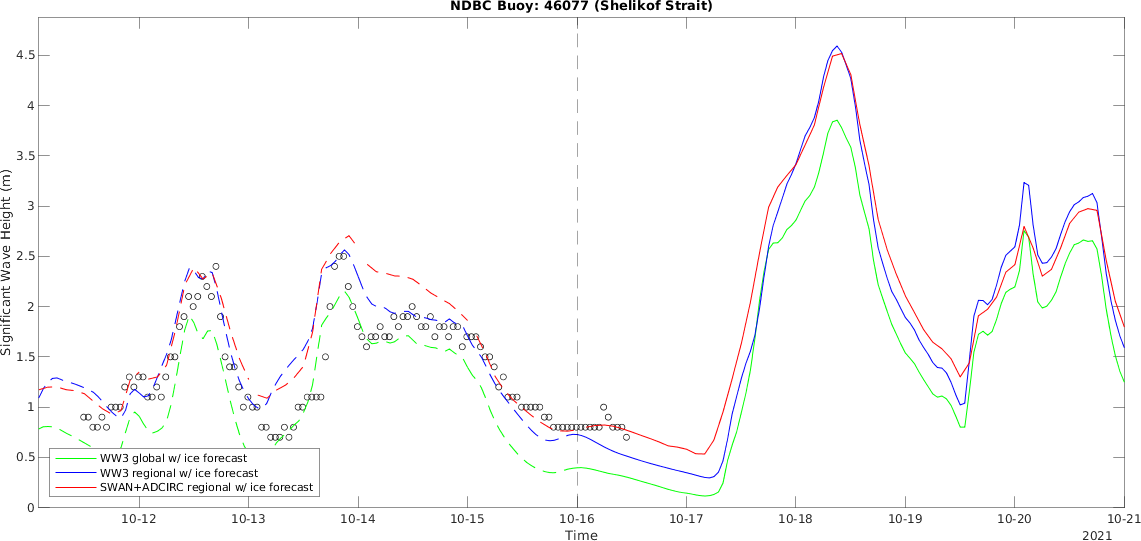 NDBC Buoy: 46077 (Shelikof Strait)
4.5
4
3.5
3
2.5
2
1.5
1
0.5
0
Significant Wave Height (m)
WW3 global w/ ice forecast
WW3 regional w/ ice forecast
SWAN+ADCIRC regional w/ ice forecast
10-12 10-13 10-14 10-15 10-16 10-17 10-18 10-19 10-20 10-21
Time
2021